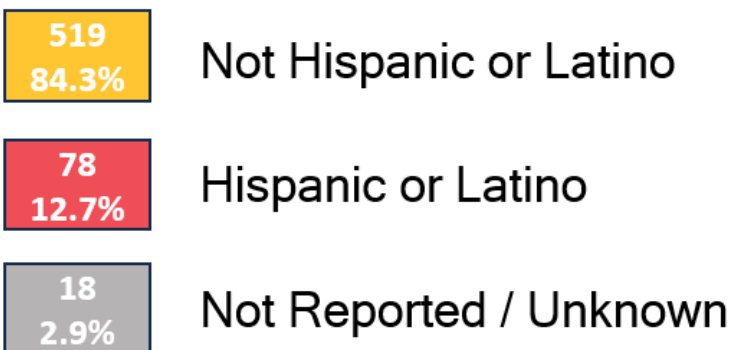 519
84.3%
Not Hispanic or Latino
78
12.7%
Hispanic or Latino
18
2.9%
Not Reported / Unknown